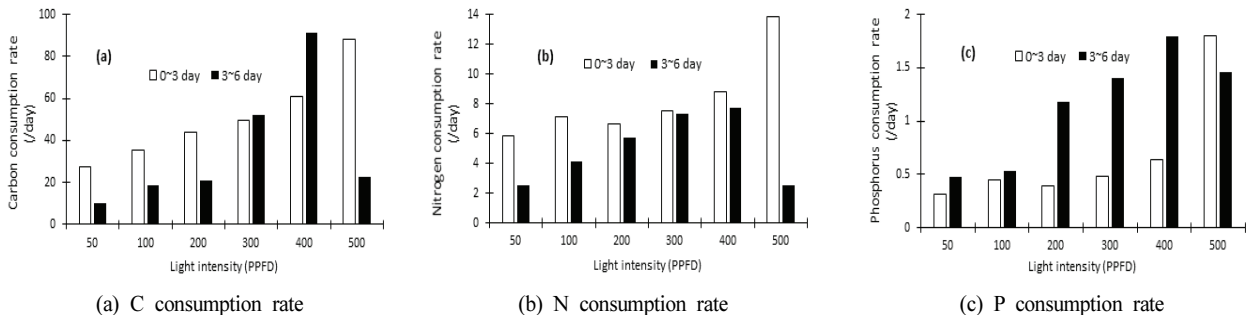 100
80
60
40
20
0
Carbon consumption rate
(/day)
(a)
0~3 day
3~6 day
50 100 200 300 400 500
Light intensity (PPFD)
(a) C consumption rate
14
12
10
8
6
4
2
0
Nitrogen consumption rate
(/day)
(b)
0~3 day
3~6 day
50 100 200 300 400 500
Light intensity (PPFD)
(b) N consumption rate
2
1.5
1
0.5
0
Phosphorus consumption rate
(/day)
(c)
0~3 day
3~6 day
50 100 200 300 400 500
Light intensity (PPFD)
(c) P consumption rate